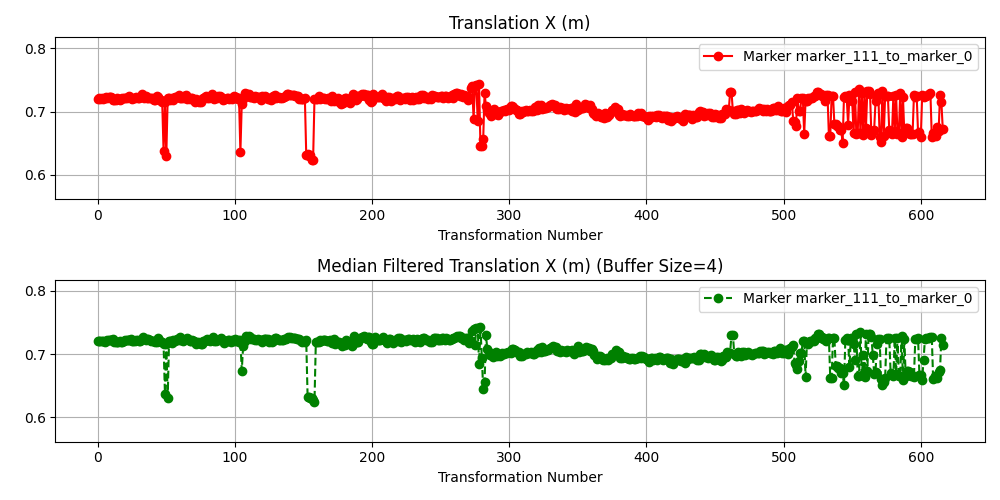 Translation X (m)
0.8
0.7
0.6
Marker marker_111_to_marker_0
0 100 200 300 400 500 600
Transformation Number
Median Filtered Translation X (m) (Buffer Size=4)
0.8
0.7
0.6
Marker marker_111_to_marker_0
0 100 200 300 400 500 600
Transformation Number